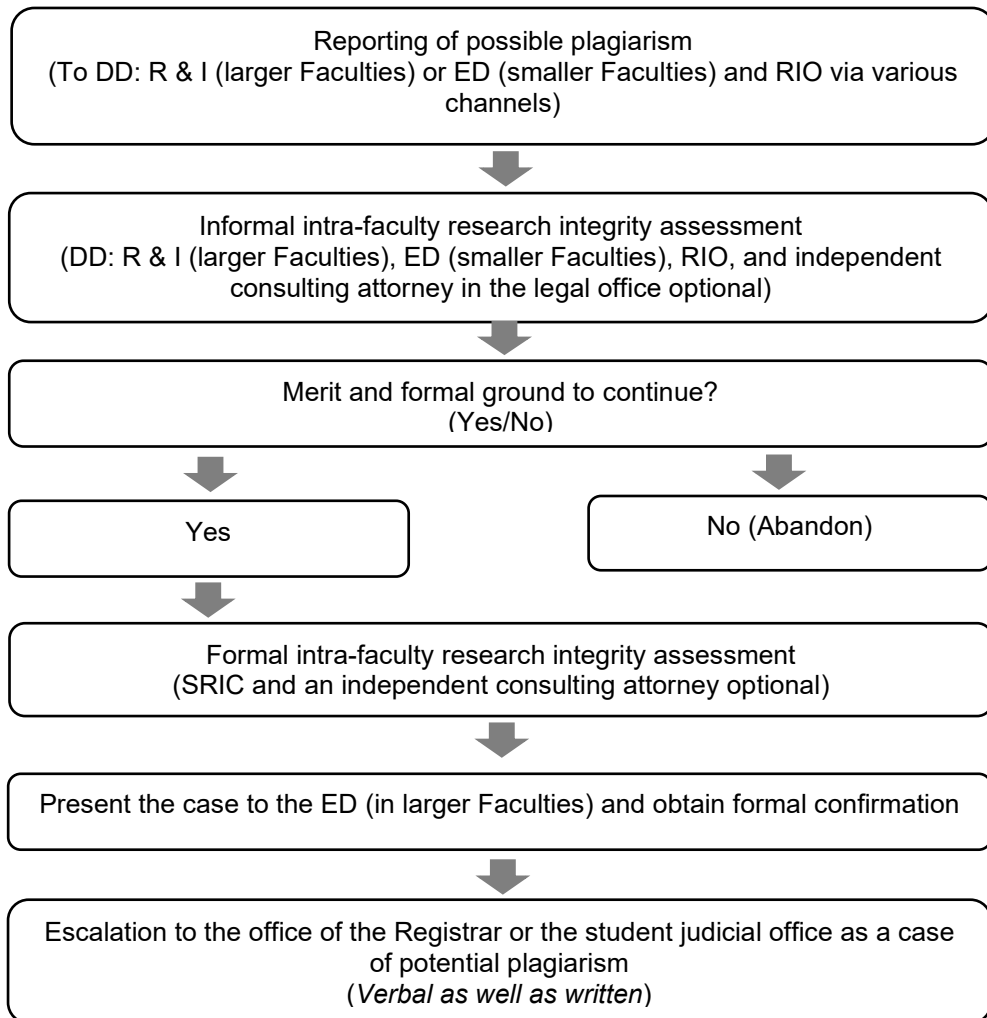 Reporting of possible plagiarism
(To DD: R & I (larger Faculties) or ED (smaller Faculties) and RIO via various
channels)
Informal intra-faculty research integrity assessment
(DD: R & I (larger Faculties), ED (smaller Faculties), RIO, and independent
consulting attorney in the legal office optional)
Merit and formal ground to continue?
(Yes/No)
Yes
No (Abandon)
Formal intra-faculty research integrity assessment
(SRIC and an independent consulting attorney optional)
Present the case to the ED (in larger Faculties) and obtain formal confirmation
Escalation to the office of the Registrar or the student judicial office as a case
of potential plagiarism
(Verbal as well as written)